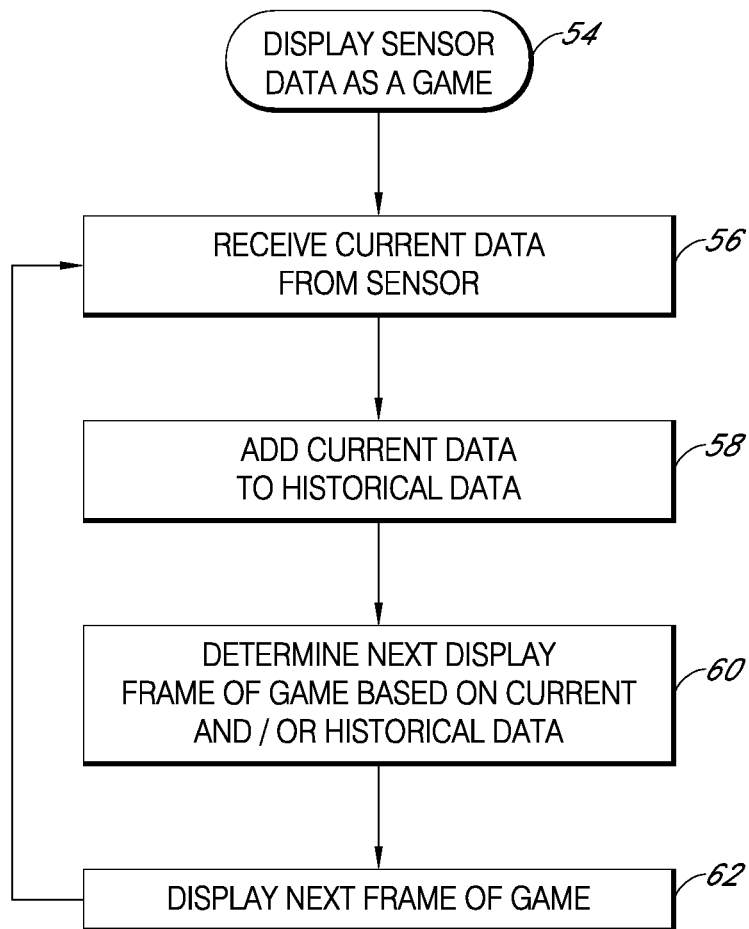 DISPLAY SENSOR
DATA AS A GAME
54
RECEIVE CURRENT DATA
FROM SENSOR
56
ADD CURRENT DATA
TO HISTORICAL DATA
58
DETERMINE NEXT DISPLAY
FRAME OF GAME BASED ON CURRENT
AND / OR HISTORICAL DATA
60
DISPLAY NEXT FRAME OF GAME
62